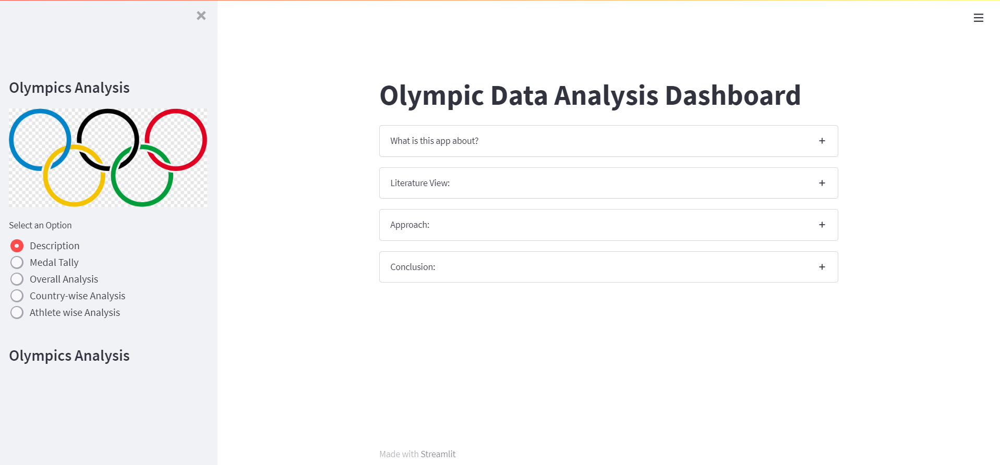 Olympics Analysis
Select an Option
Description
Medal Tally
Overall Analysis
Country-wise Analysis
Athlete wise Analysis
Olympics Analysis
Olympic Data Analysis Dashboard
What is this app about?
Literature View:
Approach:
Conclusion:
Made with Streamlit